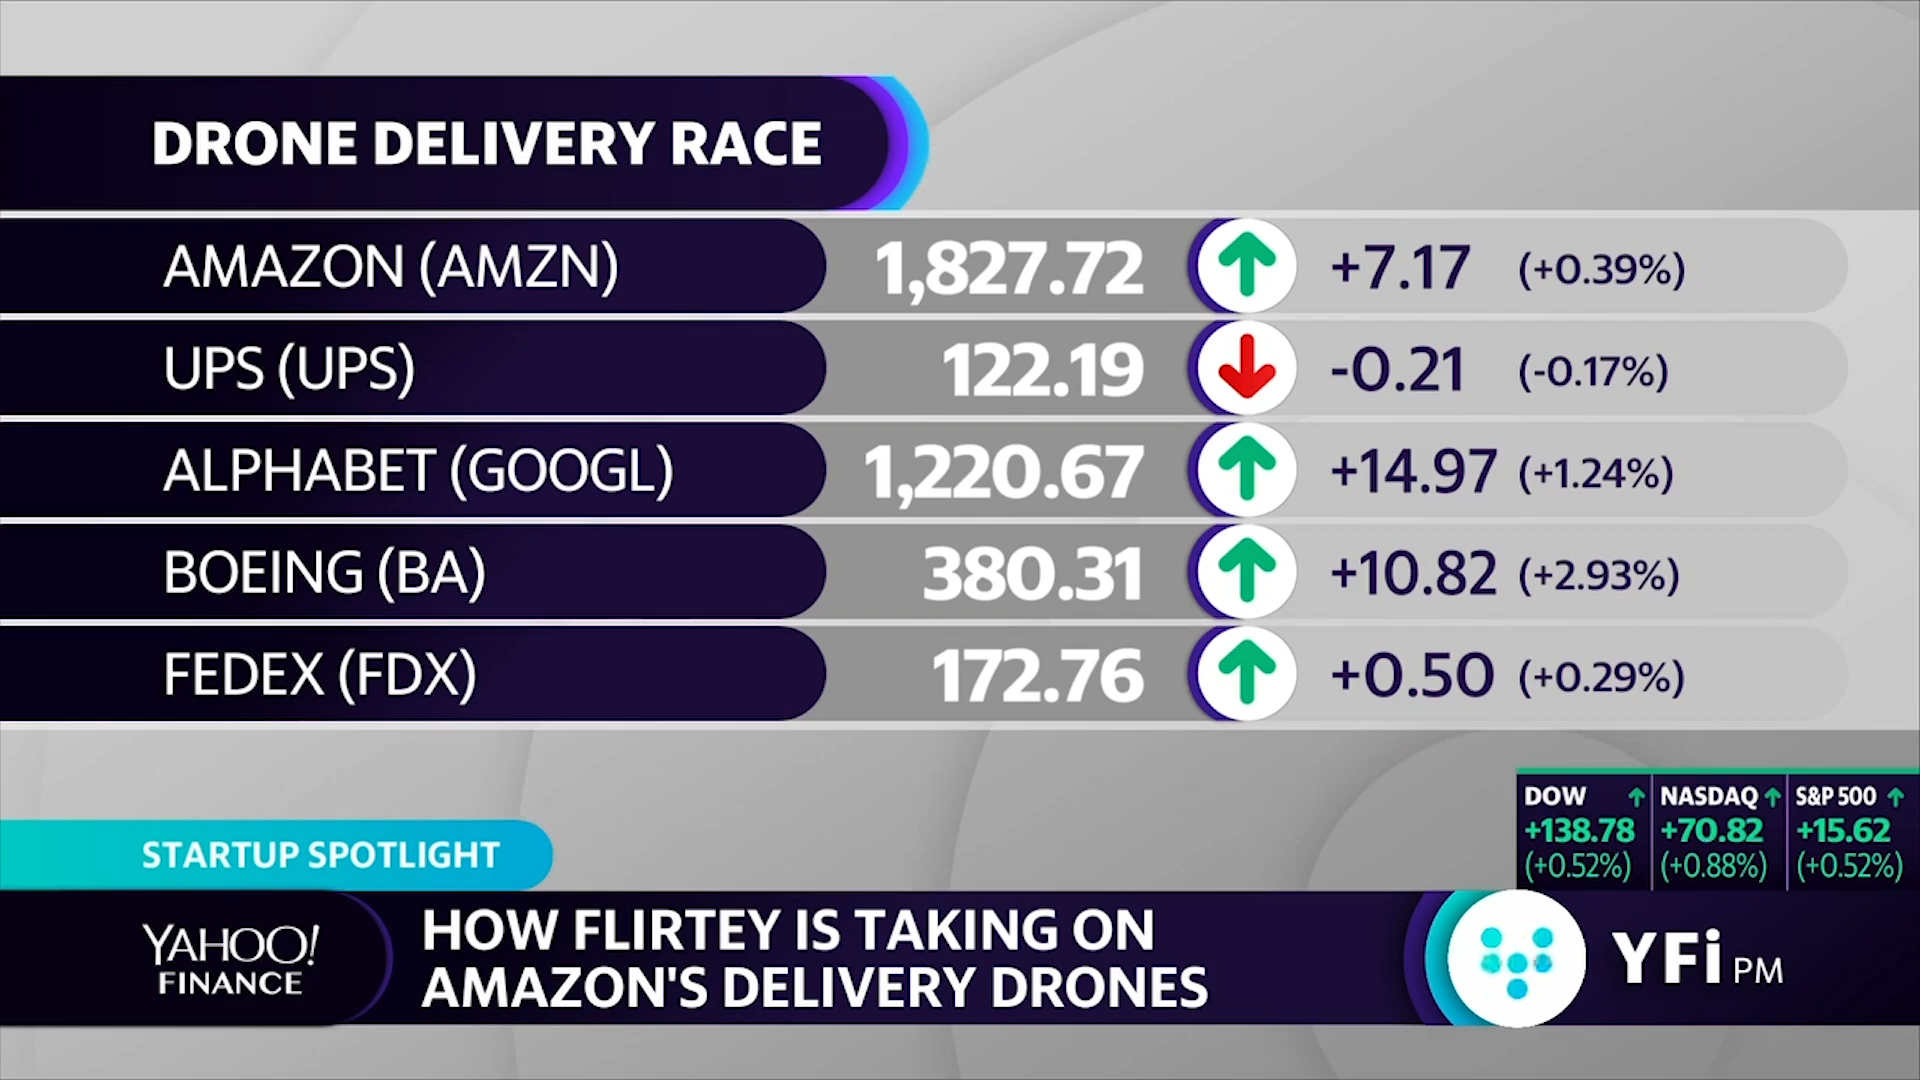 DRONE DELIVERY RACE
AMAZON (AMZN) 1,827.72 +7.17 (+0.39%)
UPS (UPS) 122.19 -0.21 (-0.17%)
ALPHABET (GOOGL) 1,220.67 +14.97 (+1.24%)
BOEING (BA) 380.31 +10.82 (+2.93%)
FEDEX (FDX) 172.76 +0.50 (+0.29%)
DOW NASDAQ S&P 500
+138.78 +70.82 +15.62
(+0.52%) (+0.88%) (+0.52%)
STARTUP SPOTLIGHT
YAHOO!
FINANCE
HOW FLIRTEY IS TAKING ON
AMAZON'S DELIVERY DRONES
YFi PM